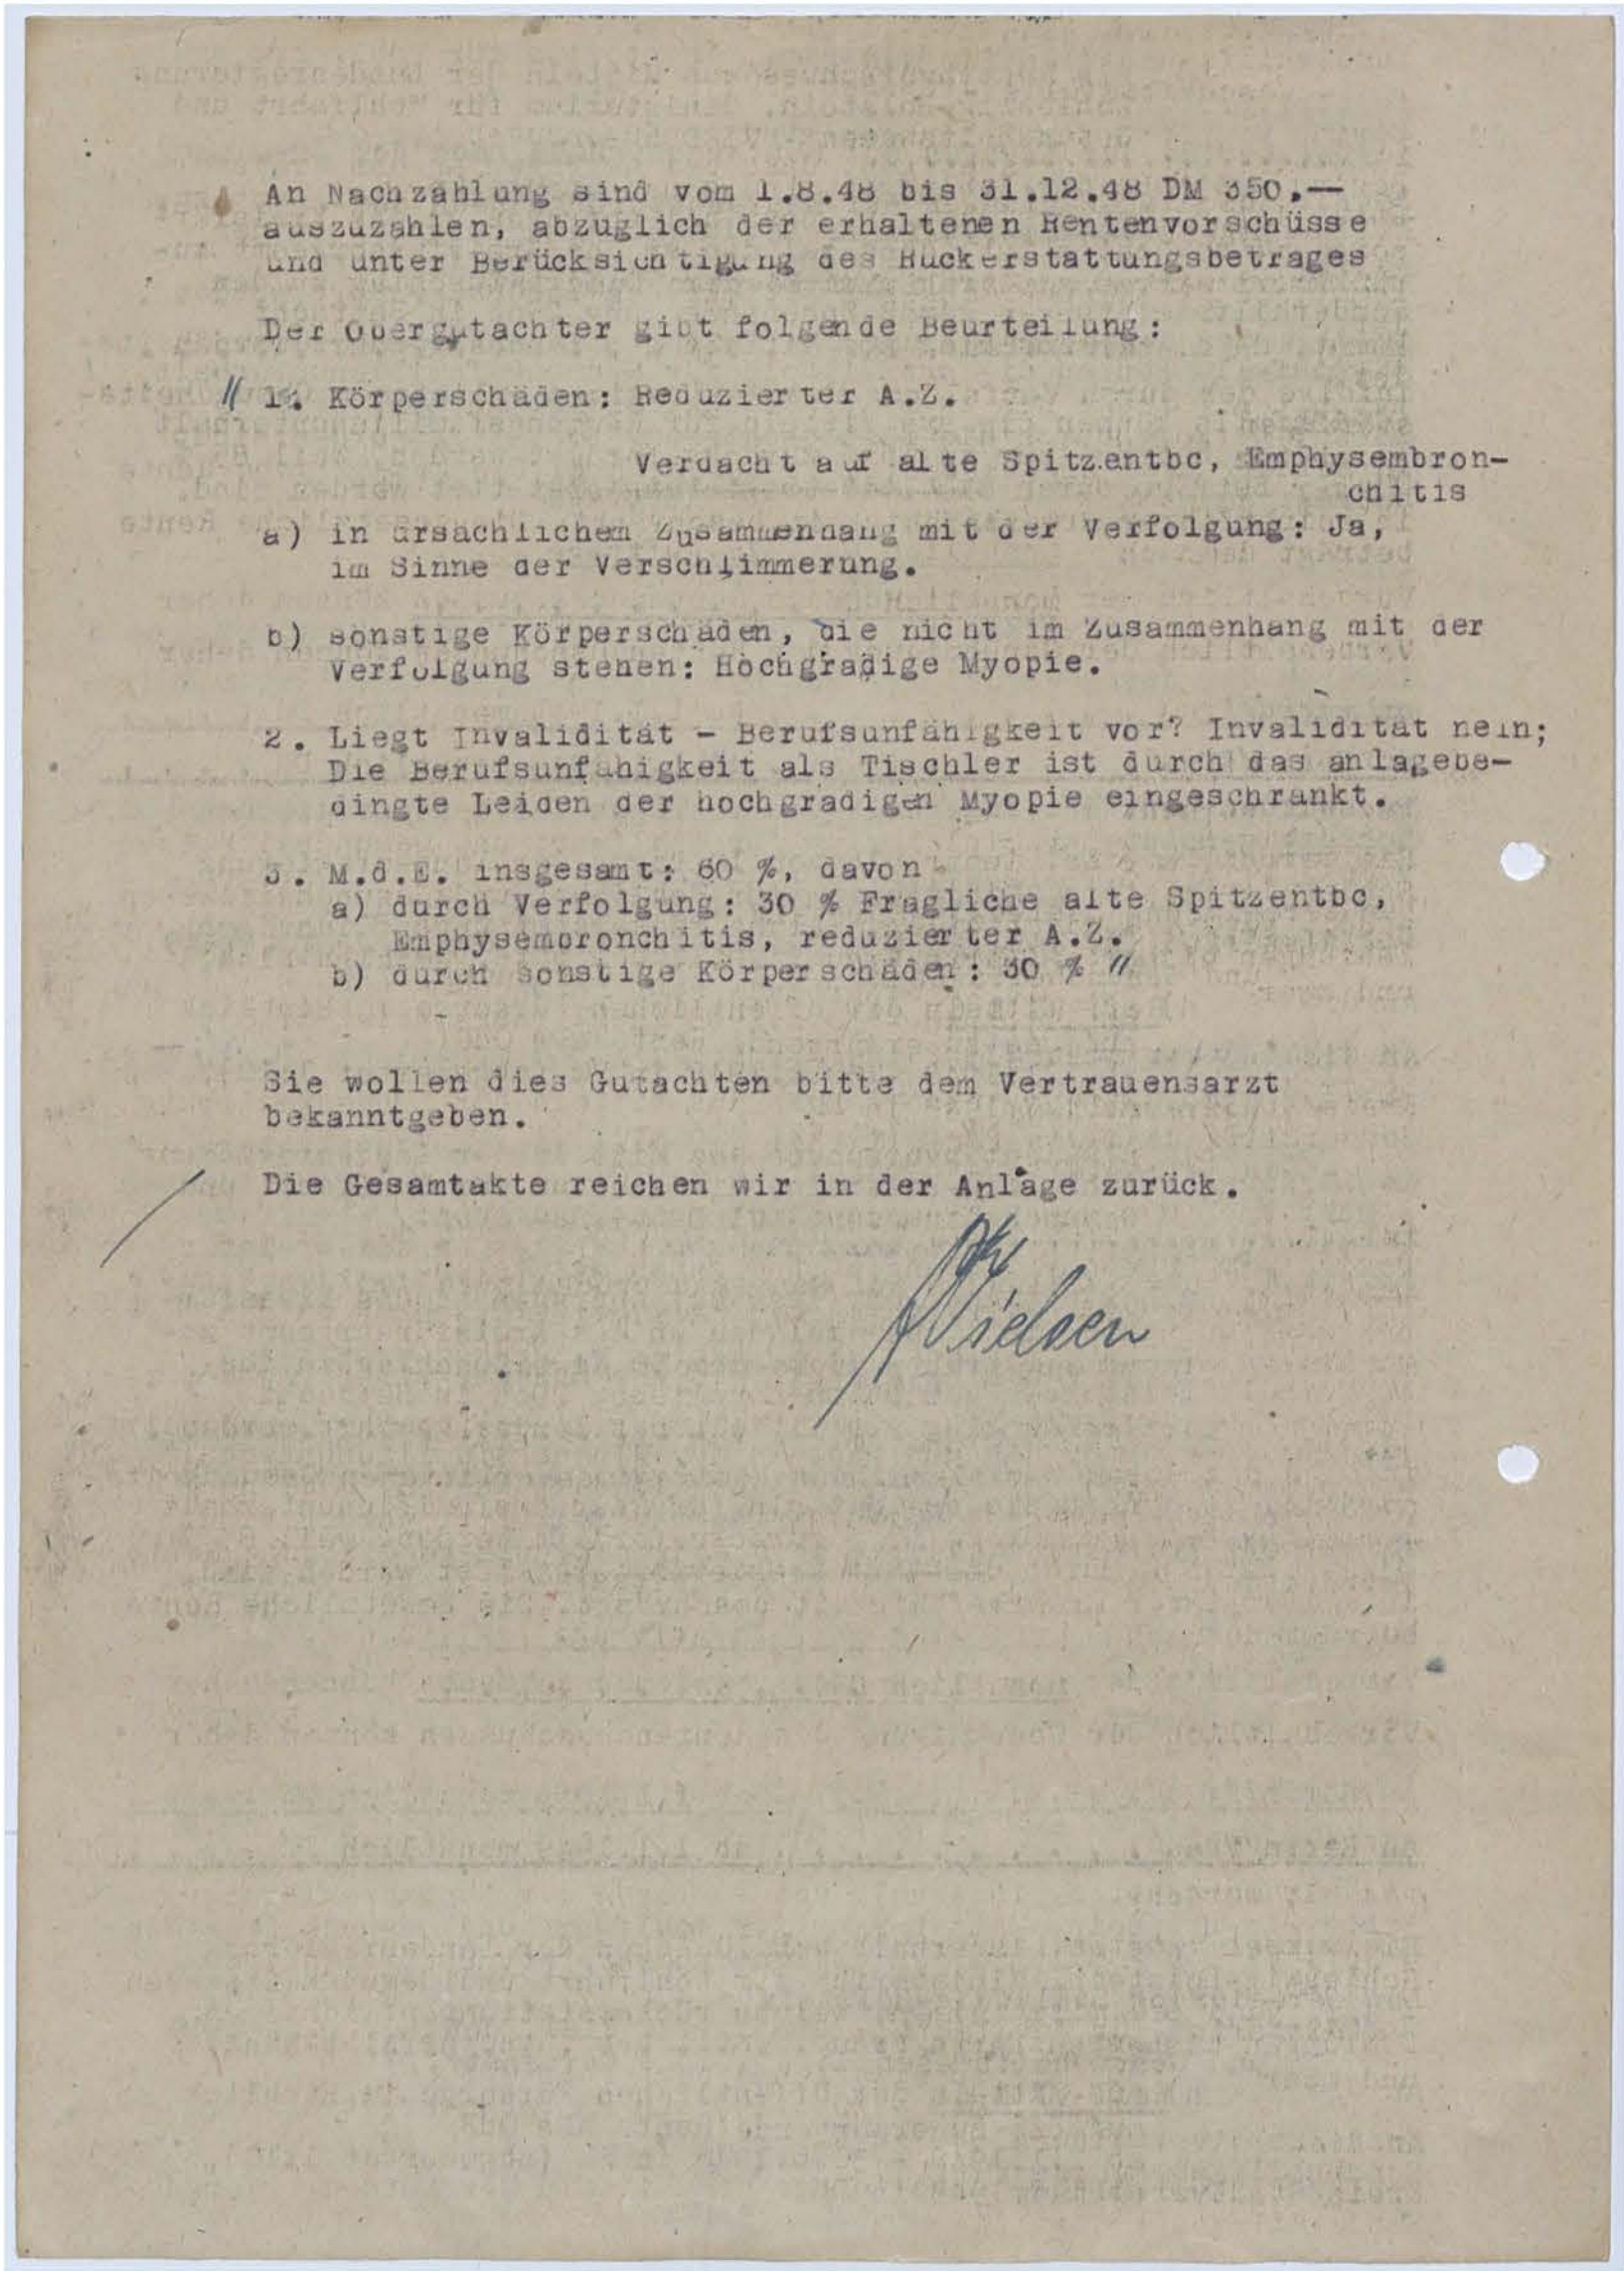 An Nachzahlung sind vom 1.8.48 bis 31.12.48 DM 350.—
auszuzahlen, abzuglich der erhaltenen Rentenvorschüsse
und unter Berücksichtigung des Ruckerstattungsbetrages
Der Obergutachter gibt folgende Beurteilung:
" 1. Körperschäden: Reduzierter A.Z.
Verdacht auf alte Spitzentbc, Emphysembron-
chitis
a) in ursächlichem Zusammenhang mit der Verfolgung: Ja,
im Sinne der Verschlimmerung.
b) sonstige Körperschäden, die nicht im Zusammenhang mit der
Verfolgung stehen: Hochgradige Myopie.
2. Liegt Invalidität - Berufsunfähigkeit vor? Invalidität nein;
Die Berufsunfähigkeit als Tischler ist durch das anlagebe-
dingte Leiden der hochgradigen Myopie eingeschränkt.
3. M.d.E. insgesamt: 60 %, davon
a) durch Verfolgung: 30 % Fragliche alte Spitzentbc,
Emphysembronchitis, reduzierter A.Z.
b) durch sonstige Körperschäden: 30 % "
Sie wollen dies Gutachten bitte dem Vertrauensarzt
bekanntgeben.
Die Gesamtakte reichen wir in der Anlage zurück.
Nielsen